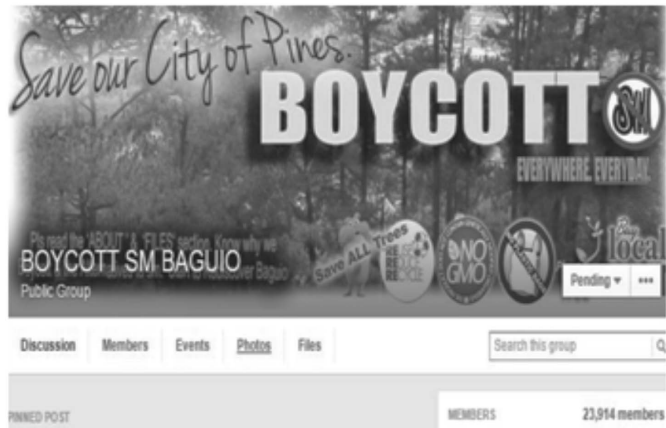 Save our City of Pines.
BOYCOTT SM
EVERYWHERE. EVERYDAY.
Pls read the 'ABOUT' & 'FILES' section. Know why we
BOYCOTT SM BAGUIO
Public Group
Save ALL Trees
RECYCLE
NO
GMO
Buy
local
Pending
Discussion Members Events Photos Files
Search this group
PINNED POST
MEMBERS 23,914 members